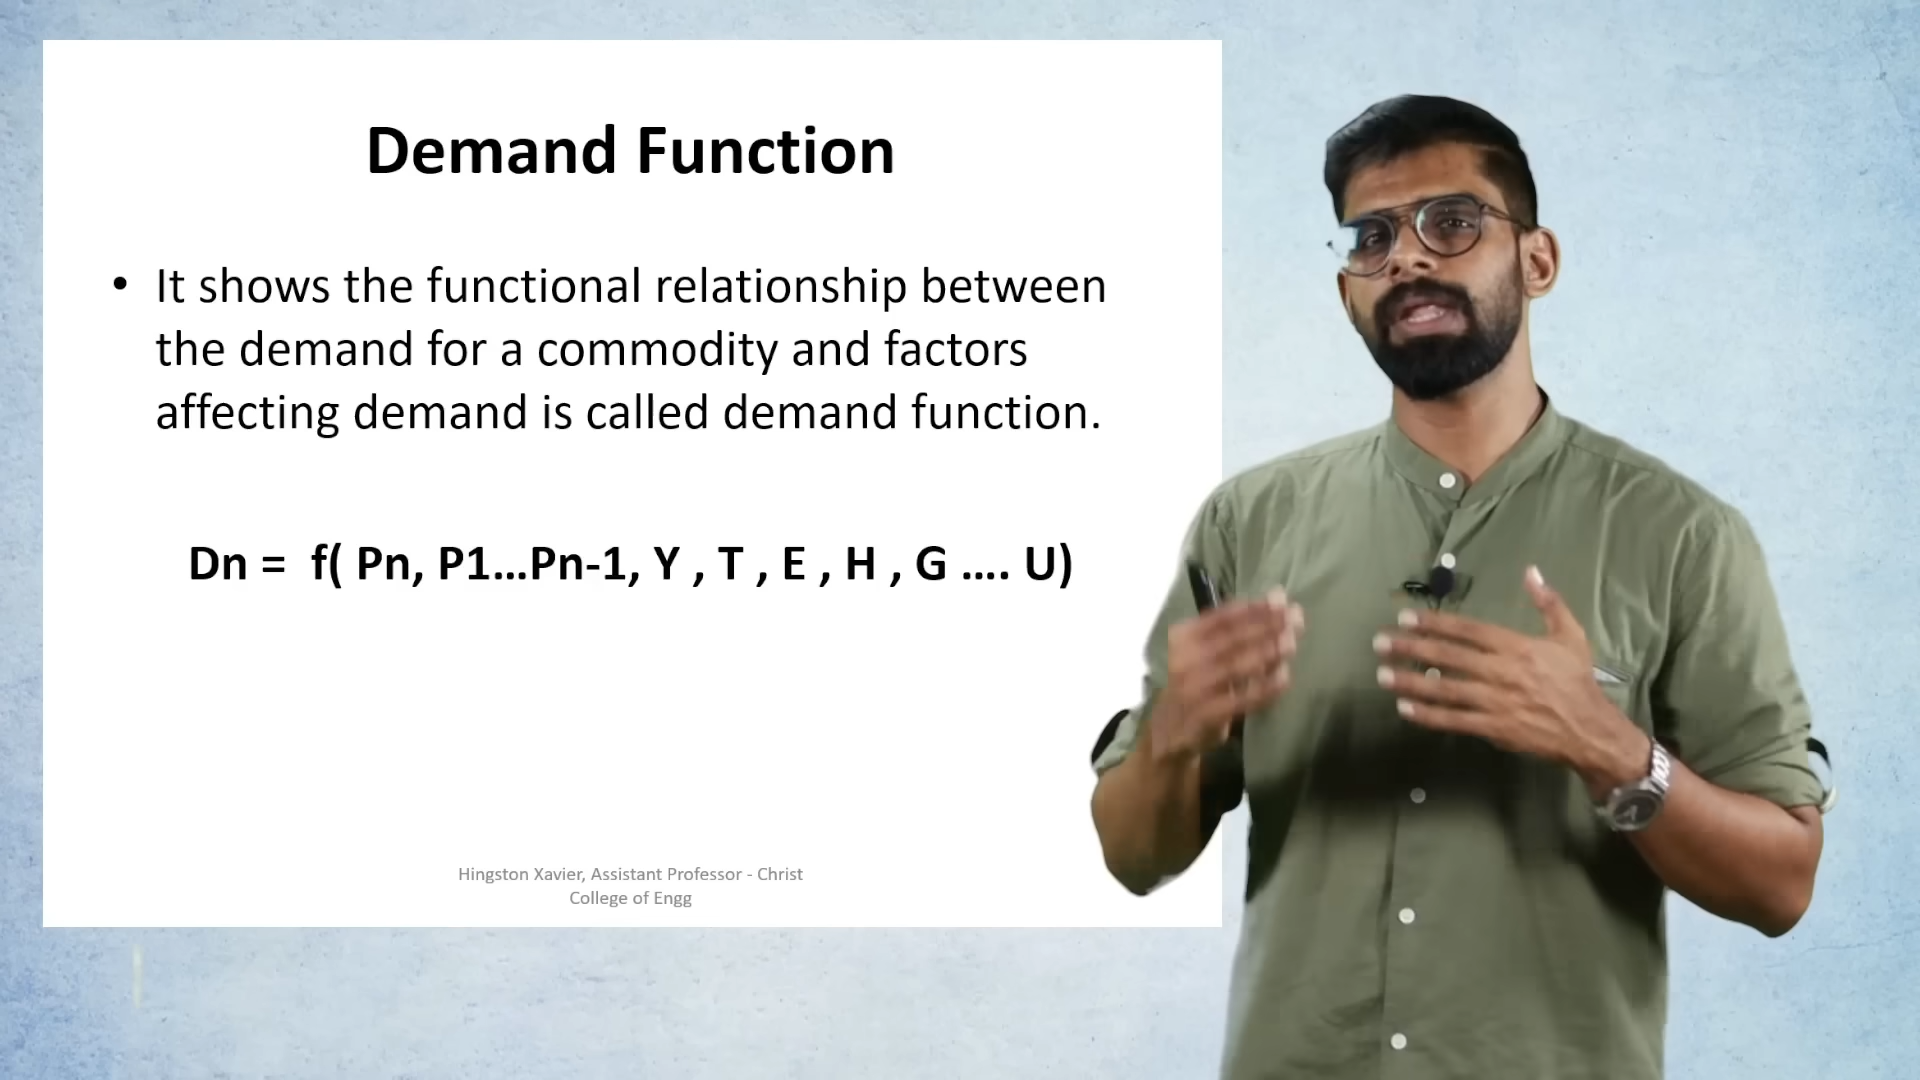 Demand Function
• It shows the functional relationship between
the demand for a commodity and factors
affecting demand is called demand function.
Dn = f( Pn, P1...Pn-1, Y , T , E , H , G .... U)
Hingston Xavier, Assistant Professor - Christ
College of Engg